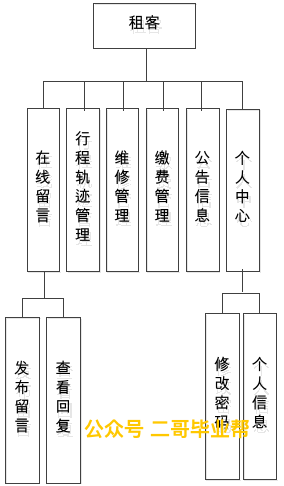 租客
在线留言
行程轨迹管理
维修管理
缴费管理
公告信息
个人中心
发布留言
查看回复
修改密码
个人信息
公众号 二哥毕业帮